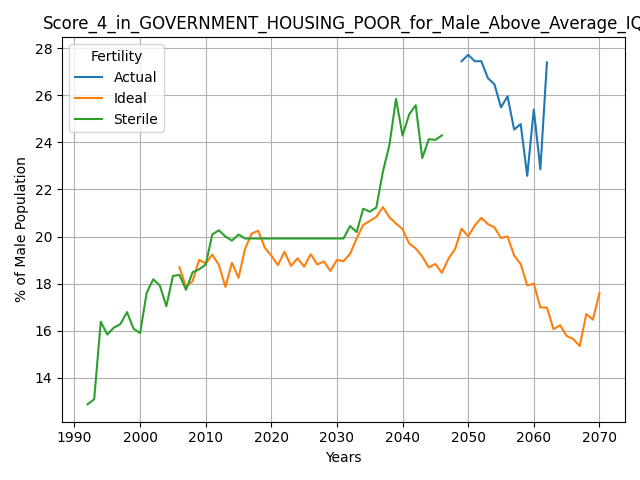 Score_4_in_GOVERNMENT_HOUSING_POOR_for_Male_Above_Average_IQ
Fertility
Actual
Ideal
Sterile
% of Male Population
28
26
24
22
20
18
16
14
1990 2000 2010 2020 2030 2040 2050 2060 2070
Years